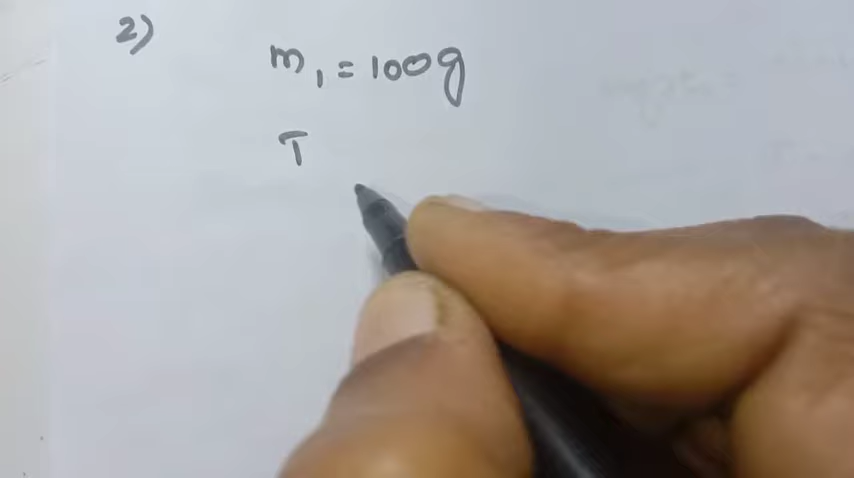 2)
m₁ = 100g
T